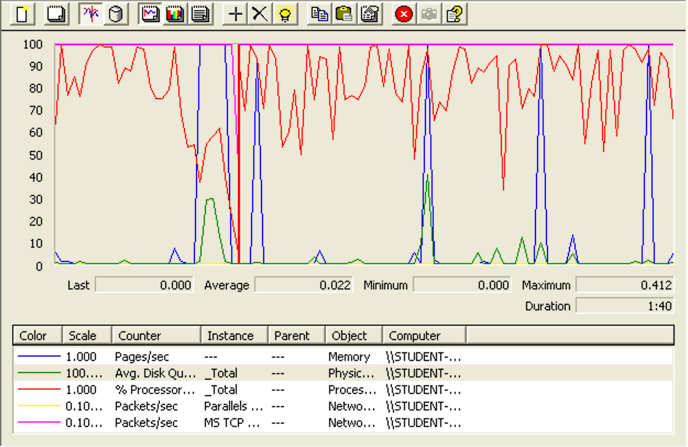 100
90
80
70
60
50
40
30
20
10
0
Last 0.000 Average 0.022 Minimum 0.000 Maximum 0.412
Duration 1:40
Color Scale Counter Instance Parent Object Computer
1.000 Pages/sec --- --- Memory \\STUDENT-...
100.... Avg. Disk Qu... _Total --- Physic... \\STUDENT-...
1.000 % Processor... _Total --- Proces... \\STUDENT-...
0.10... Packets/sec Parallels ... --- Netwo... \\STUDENT-...
0.10... Packets/sec MS TCP ... --- Netwo... \\STUDENT-...